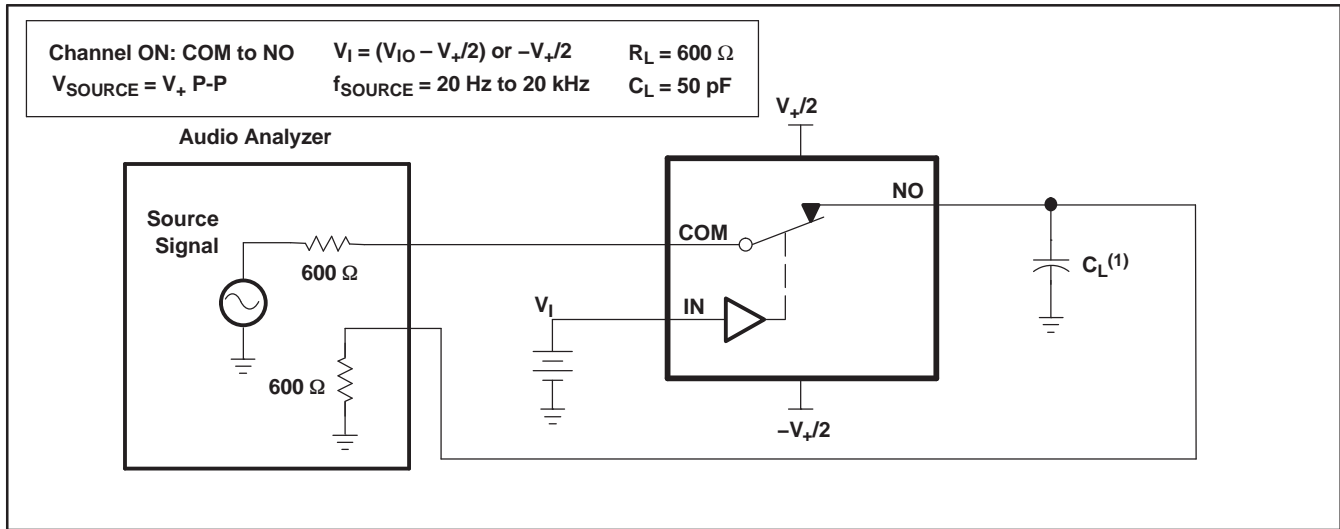 Channel ON: COM to NO V_I = (V_IO – V_+/2) or –V_+/2 R_L = 600 Ω
V_SOURCE = V_+ P-P f_SOURCE = 20 Hz to 20 kHz C_L = 50 pF
Audio Analyzer
V_+/2
Source
Signal
NO
COM
600 Ω
C_L^(1)
V_I
IN
600 Ω
–V_+/2